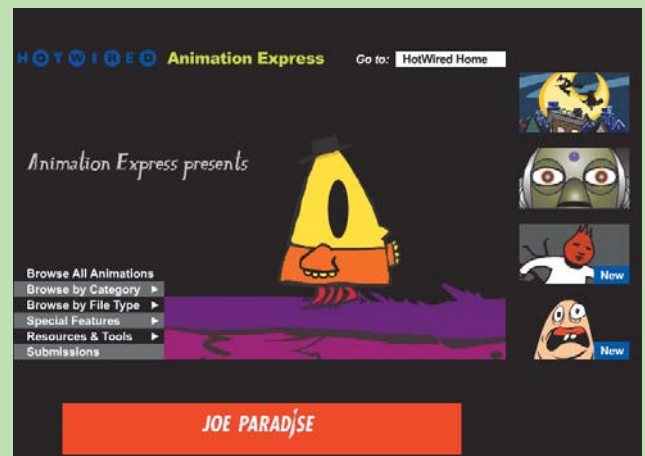 HOTWIRED Animation Express Go to: HotWired Home
Animation Express presents
Browse All Animations
Browse by Category
Browse by File Type
Special Features
Resources & Tools
Submissions
New
New
JOE PARADISE